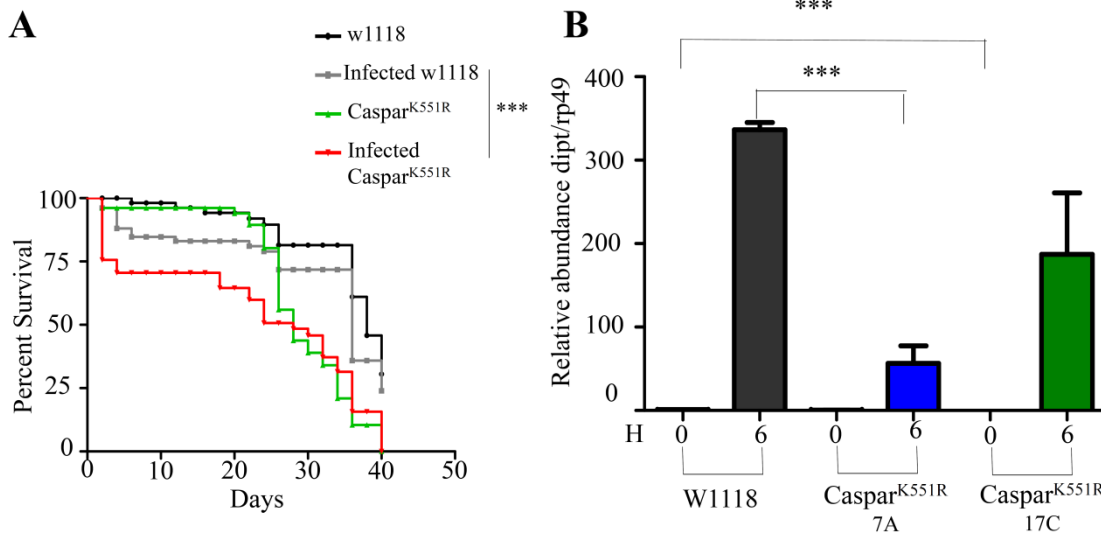 A
w1118
Infected w1118
Caspar^K551R
Infected
Caspar^K551R
***
100
75
50
25
0
Percent Survival
0 10 20 30 40 50
Days
B
***
***
400
300
200
100
0
Relative abundance dipt/rp49
H 0 6 0 6 0 6
W1118 Caspar^K551R Caspar^K551R
7A 17C